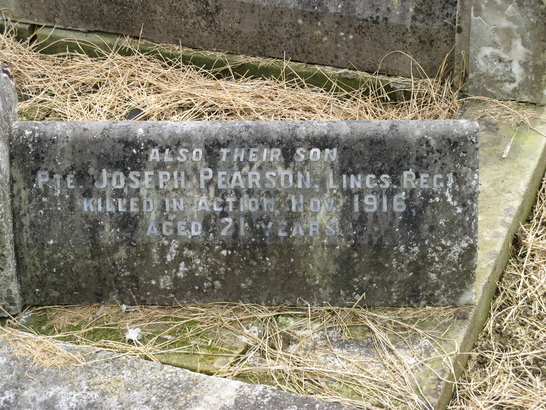 ALSO THEIR SON
PTE JOSEPH PEARSON, LINCS. REGT
KILLED IN ACTION NOV. 1916
AGED 21 YEARS.